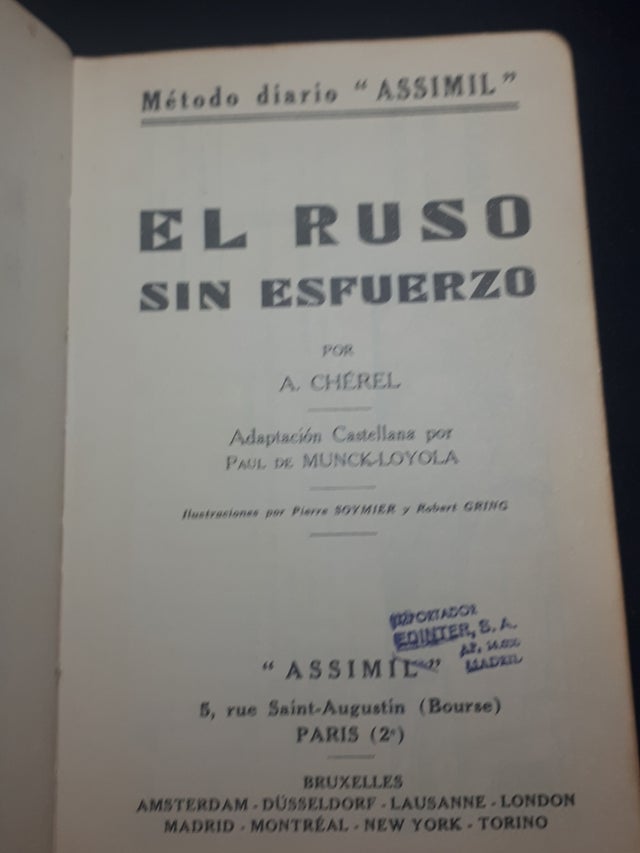 Método diario “ASSIMIL”
EL RUSO
SIN ESFUERZO
POR
A. CHÉREL
Adaptación Castellana por
PAUL DE MUNCK-LOYOLA
Ilustraciones por Pierre SOYMIER y Robert GRING
IMPORTADOR
EDINTER, S. A.
AP.
MADRID
“ASSIMIL”
5, rue Saint-Augustin (Bourse)
PARIS (2ᵉ)
BRUXELLES
AMSTERDAM - DÜSSELDORF - LAUSANNE - LONDON
MADRID - MONTRÉAL - NEW YORK - TORINO